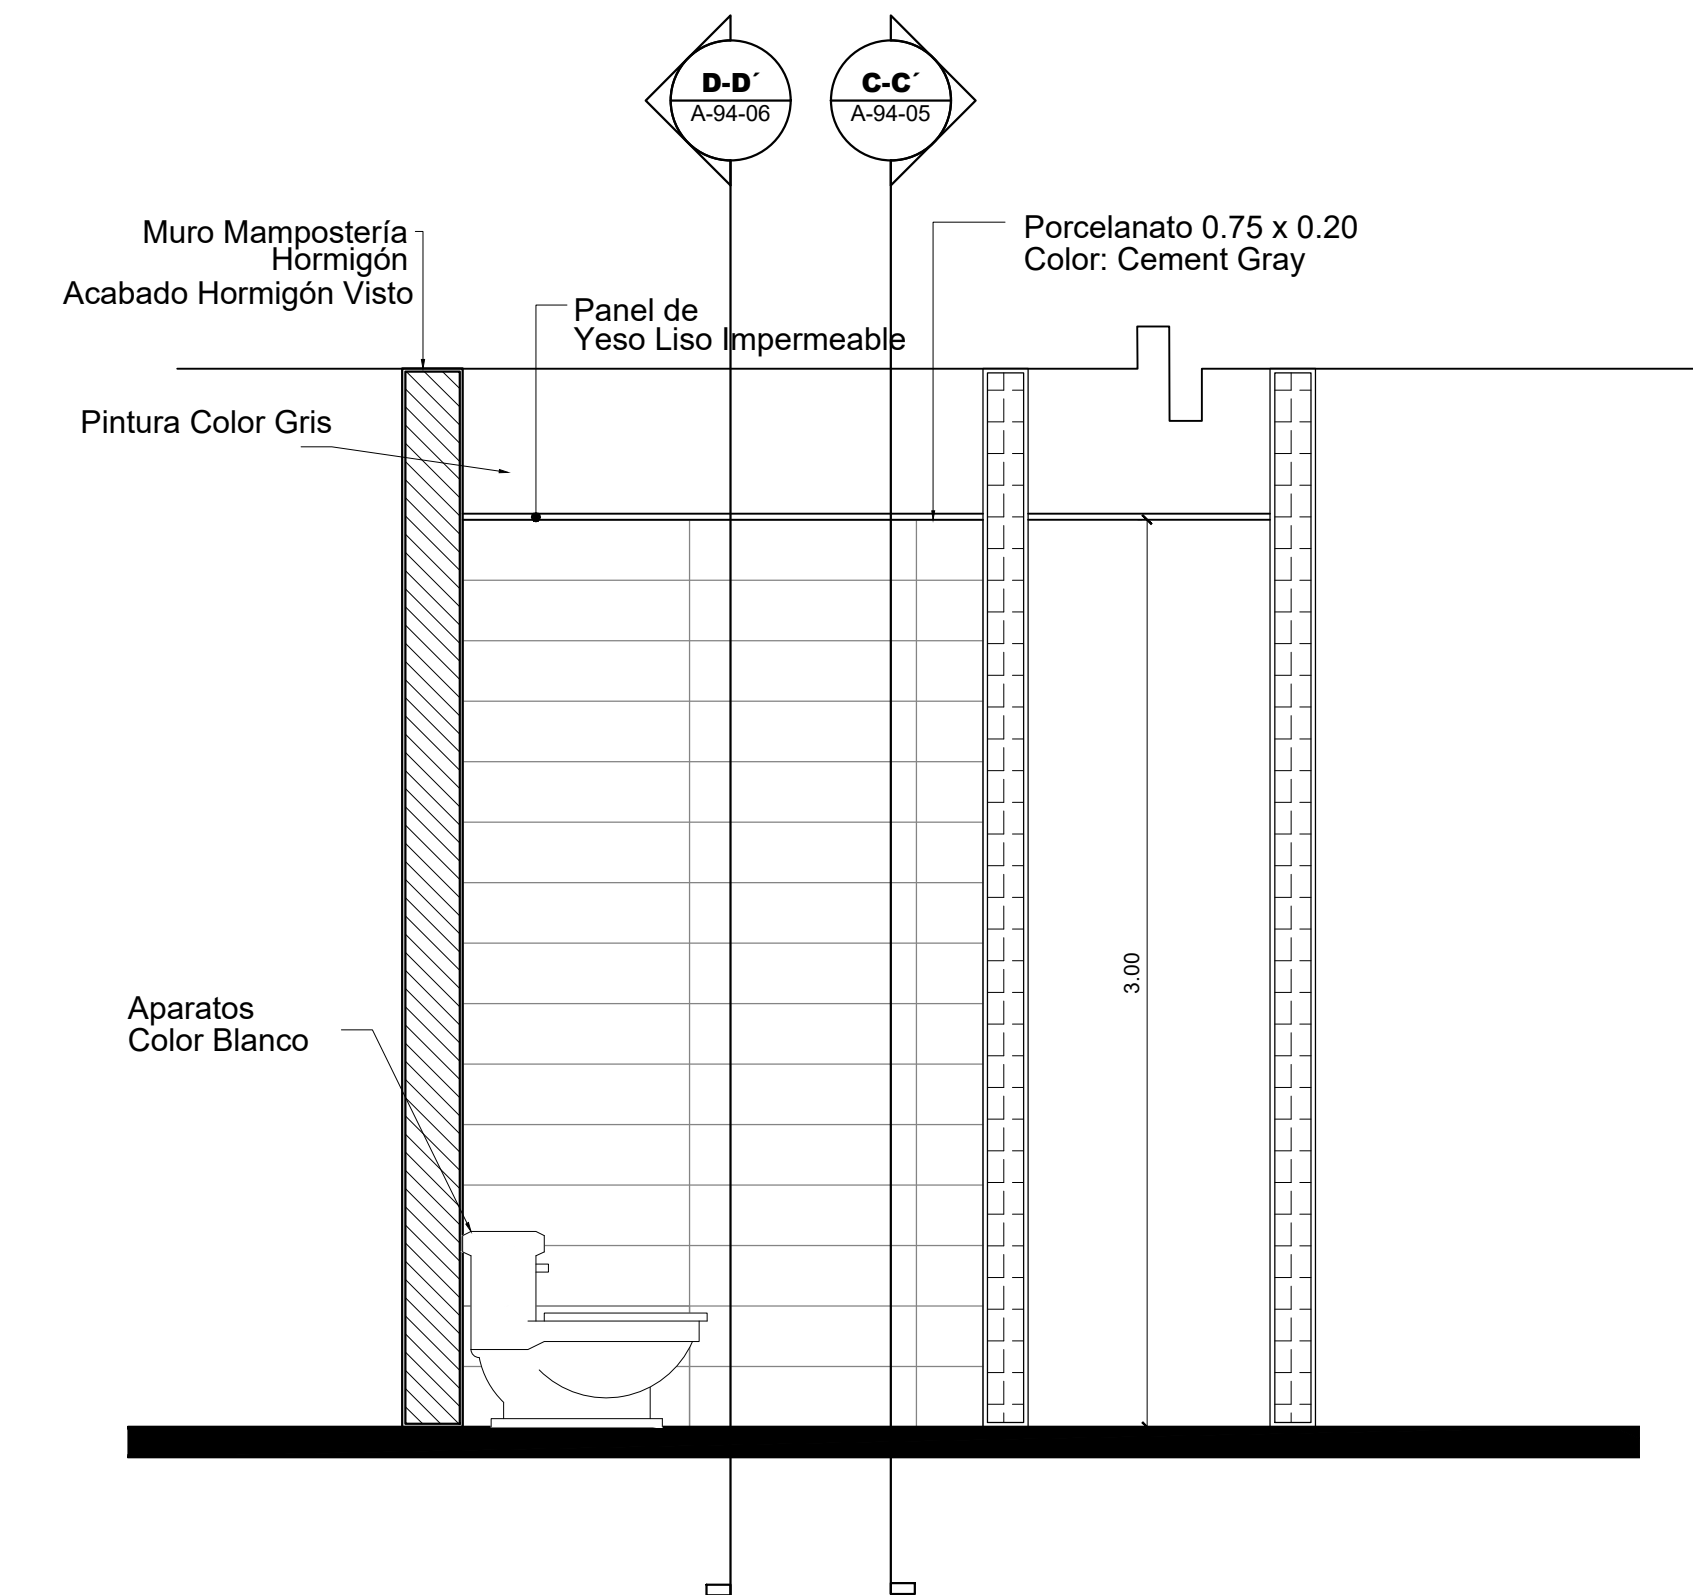 D-D´
A-94-06
C-C´
A-94-05
Muro Mampostería
Hormigón
Acabado Hormigón Visto
Porcelanato 0.75 x 0.20
Color: Cement Gray
Panel de
Yeso Liso Impermeable
Pintura Color Gris
3.00
Aparatos
Color Blanco